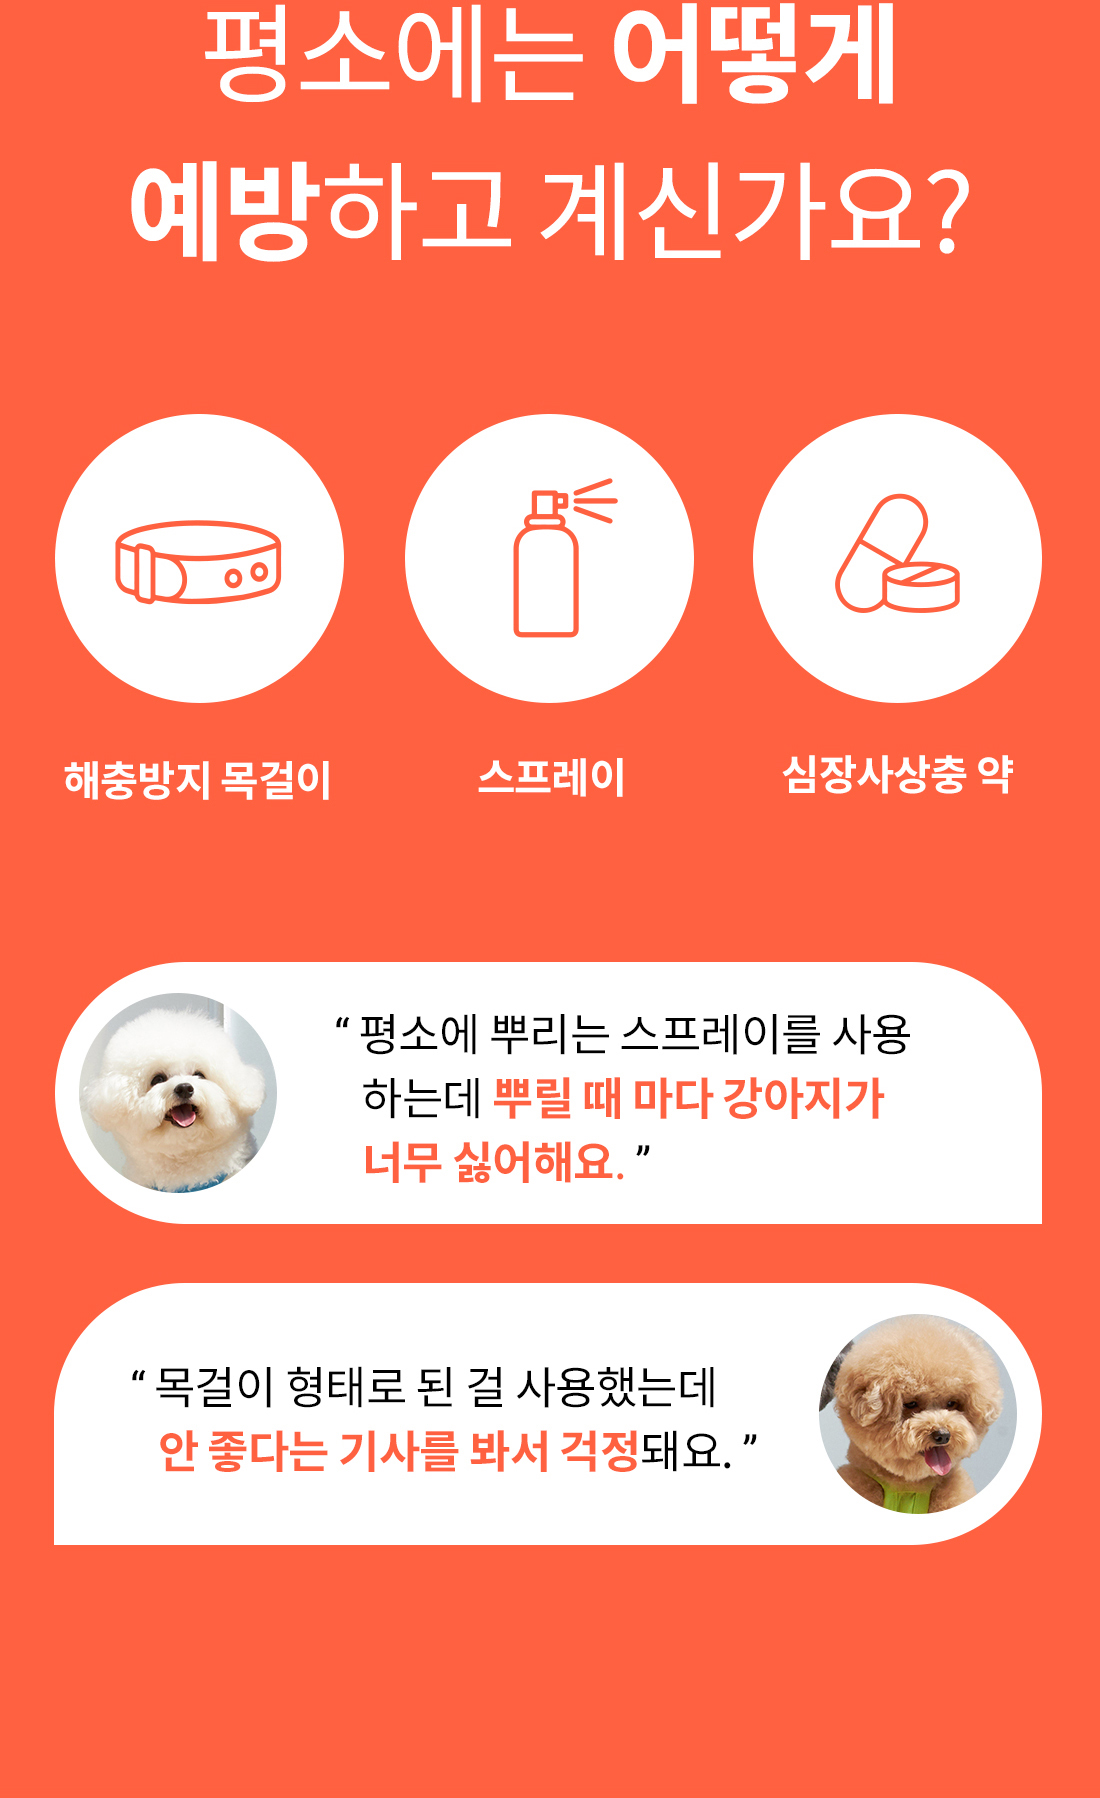 평소에는 어떻게
예방하고 계신가요?
해충방지 목걸이
스프레이
심장사상충 약
“ 평소에 뿌리는 스프레이를 사용
하는데 뿌릴 때 마다 강아지가
너무 싫어해요. ”
“ 목걸이 형태로 된 걸 사용했는데
안 좋다는 기사를 봐서 걱정돼요. ”